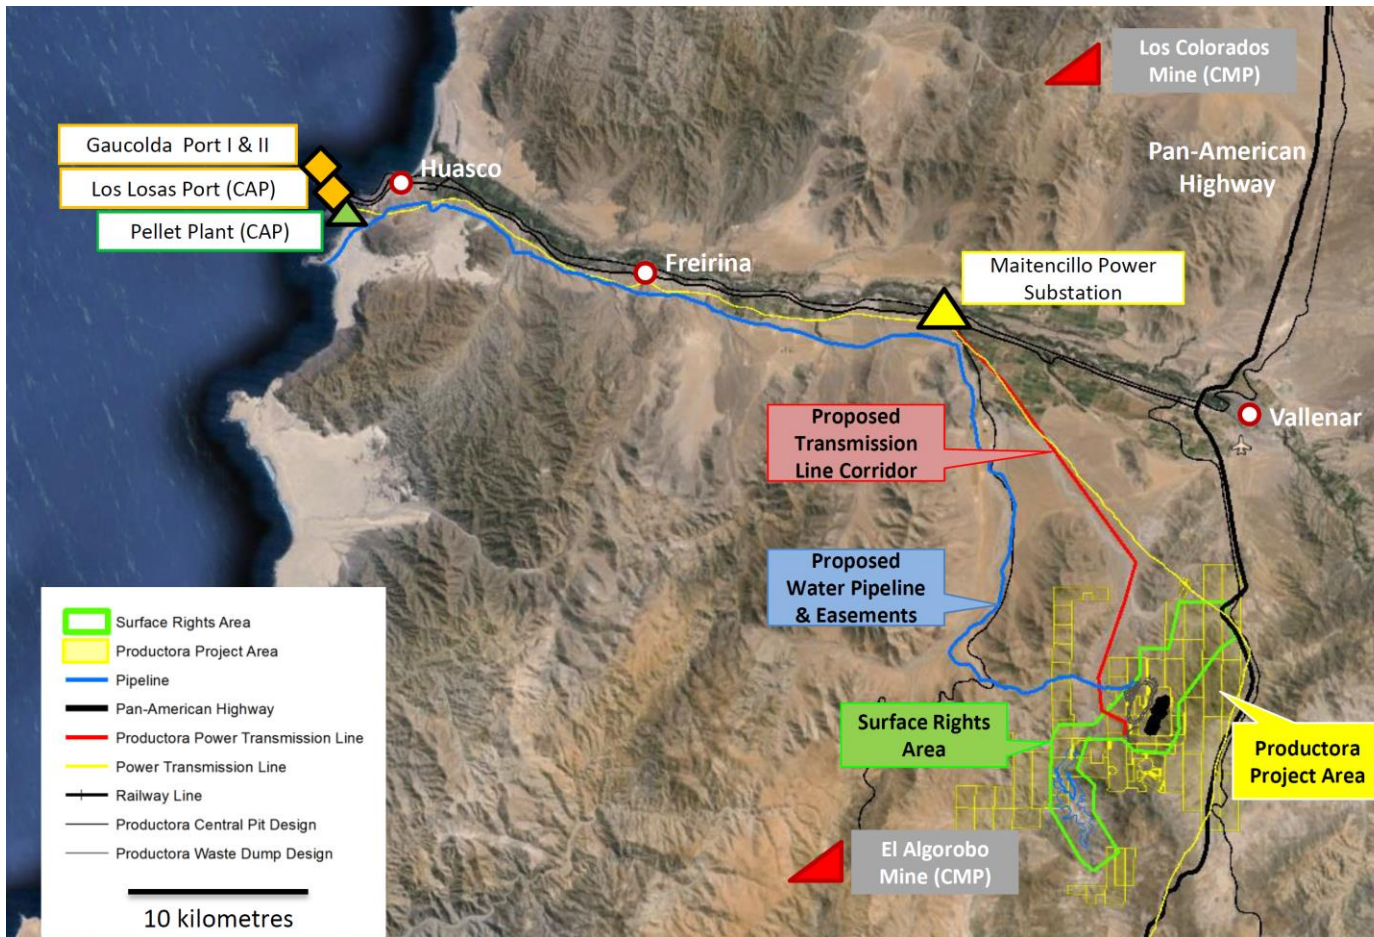 Los Colorados
Mine (CMP)
Gaucolda Port I & II
Los Losas Port (CAP)
Pellet Plant (CAP)
Huasco
Pan-American
Highway
Freirina
Maitencillo Power
Substation
Proposed
Transmission
Line Corridor
Vallenar
Proposed
Water Pipeline
& Easements
Surface Rights
Area
Productora
Project Area
El Algorobo
Mine (CMP)
Surface Rights Area
Productora Project Area
Pipeline
Pan-American Highway
Productora Power Transmission Line
Power Transmission Line
Railway Line
Productora Central Pit Design
Productora Waste Dump Design
10 kilometres